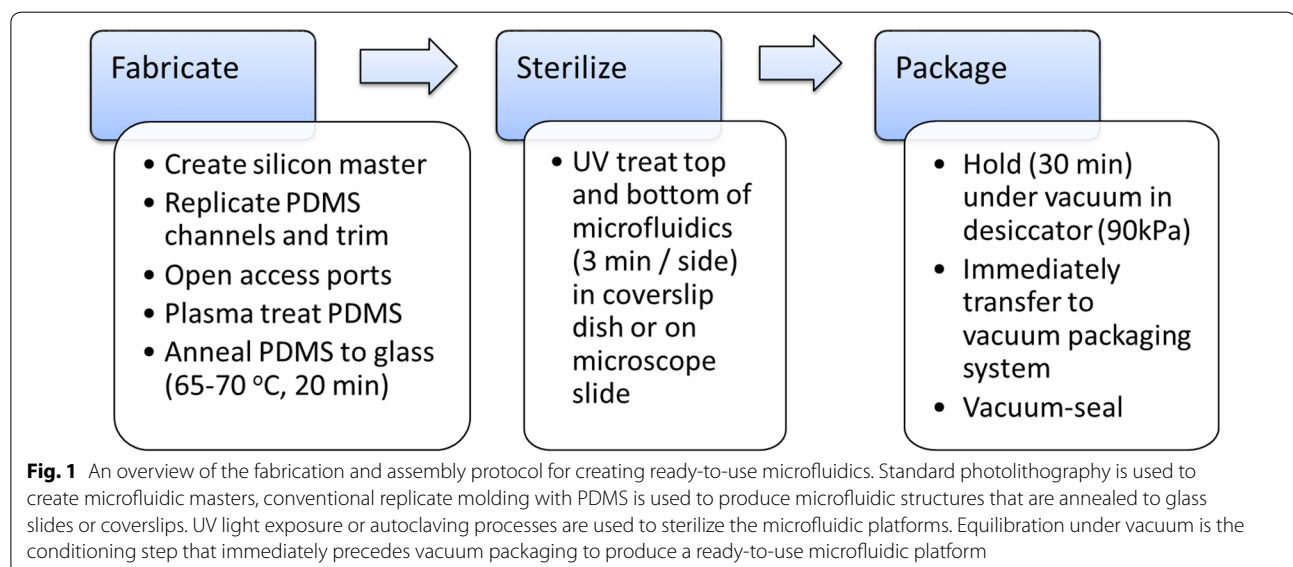 Fabricate
Sterilize
Package
• Create silicon master
• Replicate PDMS
channels and trim
• Open access ports
• Plasma treat PDMS
• Anneal PDMS to glass
(65-70 °C, 20 min)
• UV treat top
and bottom of
microfluidics
(3 min / side)
in coverslip
dish or on
microscope
slide
• Hold (30 min)
under vacuum in
desiccator (90kPa)
• Immediately
transfer to
vacuum packaging
system
• Vacuum-seal
Fig. 1 An overview of the fabrication and assembly protocol for creating ready-to-use microfluidics. Standard photolithography is used to
create microfluidic masters, conventional replicate molding with PDMS is used to produce microfluidic structures that are annealed to glass
slides or coverslips. UV light exposure or autoclaving processes are used to sterilize the microfluidic platforms. Equilibration under vacuum is the
conditioning step that immediately precedes vacuum packaging to produce a ready-to-use microfluidic platform